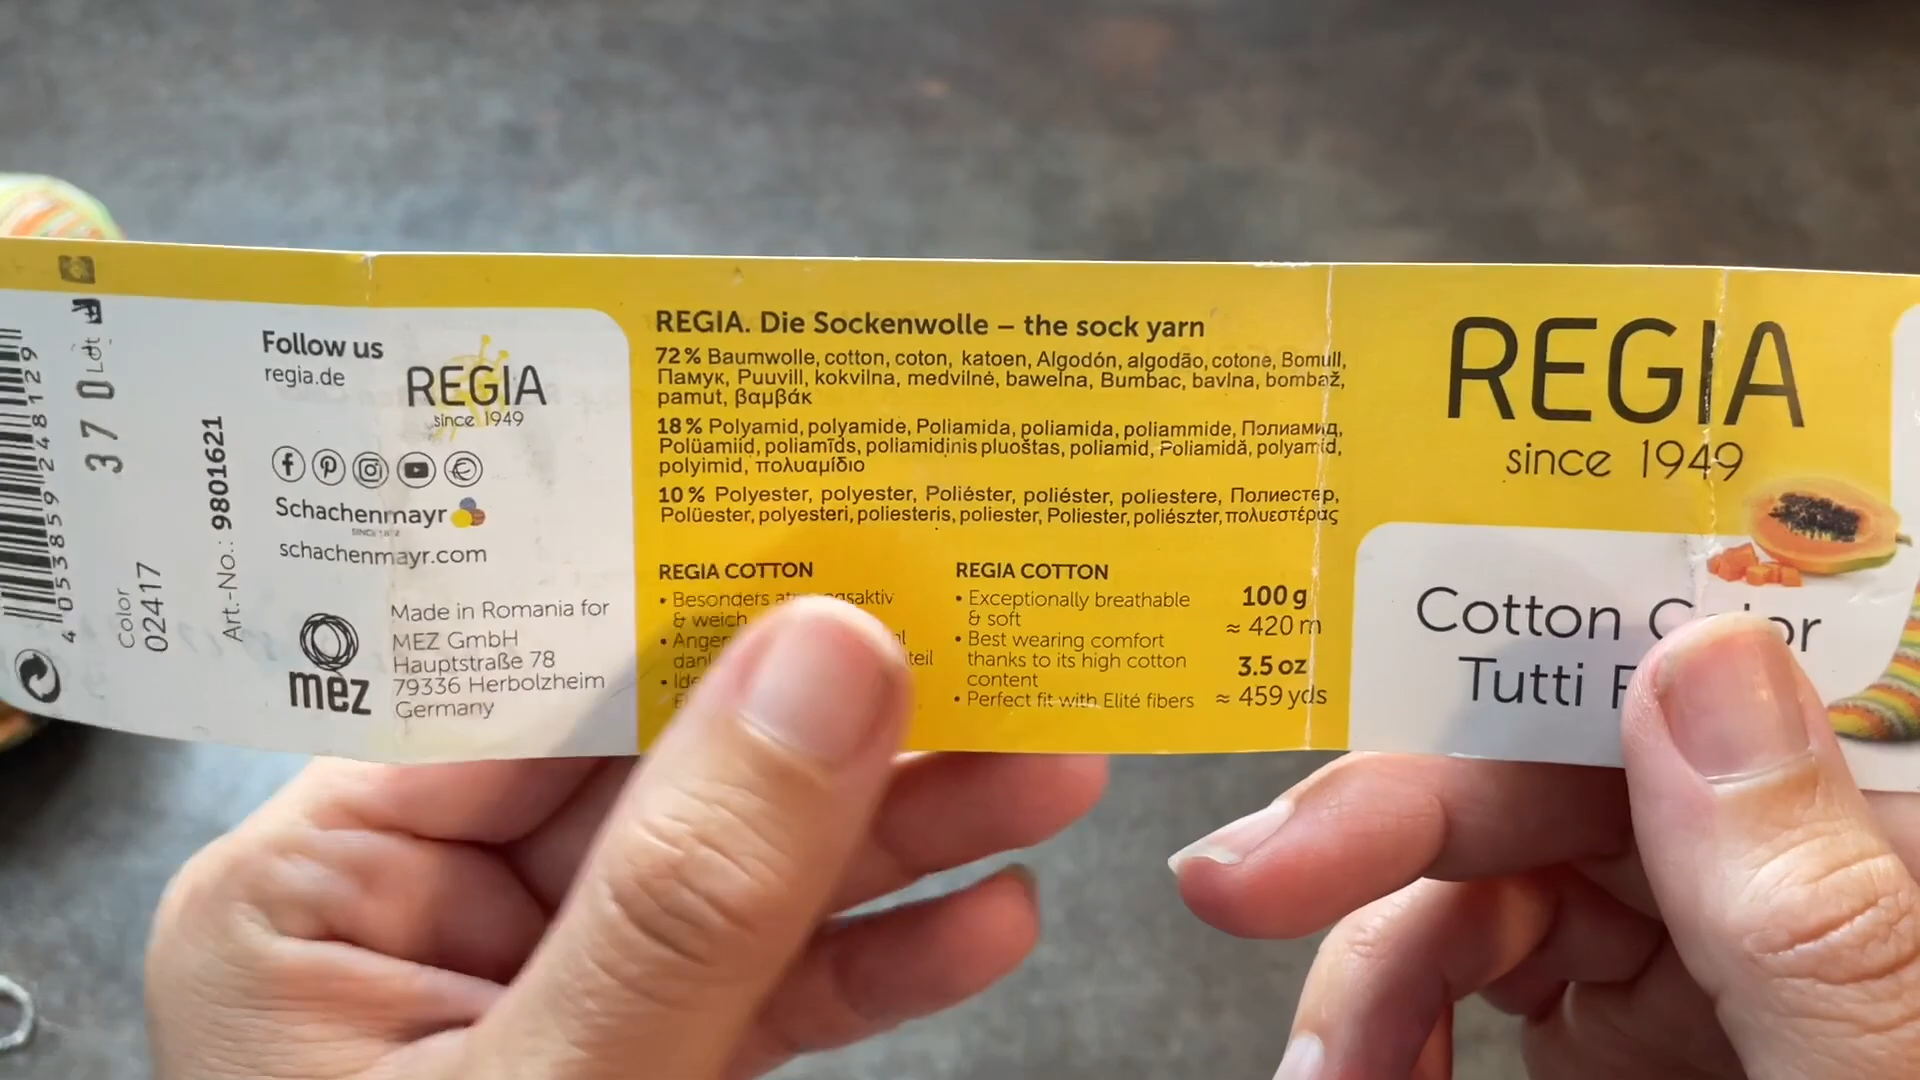 4 053859 248129
Lot
370
Color
02417
Art.-No.: 9801621
Follow us
regia.de
REGIA
since 1949
Schachenmayr
schachenmayr.com
mez
Made in Romania for
MEZ GmbH
Hauptstraße 78
79336 Herbolzheim
Germany
REGIA. Die Sockenwolle – the sock yarn
72 % Baumwolle, cotton, coton, katoen, Algodón, algodão, cotone, Bomull,
Памук, Puuvill, kokvilna, medvilnė, bawełna, Bumbac, bavlna, bombaž,
pamut, βαμβάκ
18 % Polyamid, polyamide, Poliamida, poliamida, poliammide, Полиамид,
Polüamiid, poliamīds, poliamidinis pluoštas, poliamid, Poliamidă, polyamid,
polyimid, πολυαμίδιο
10 % Polyester, polyester, Poliéster, poliéster, poliestere, Полиестер,
Polüester, polyesteri, poliesteris, poliester, Poliester, poliészter, πολυεστέρας
REGIA COTTON
• Besonders
& weich
•
•
REGIA COTTON
• Exceptionally breathable
& soft
• Best wearing comfort
thanks to its high cotton
content
• Perfect fit with Elité fibers
100 g
≈ 420 m
3.5 oz
≈ 459 yds
REGIA
since 1949
Cotton
Tutti